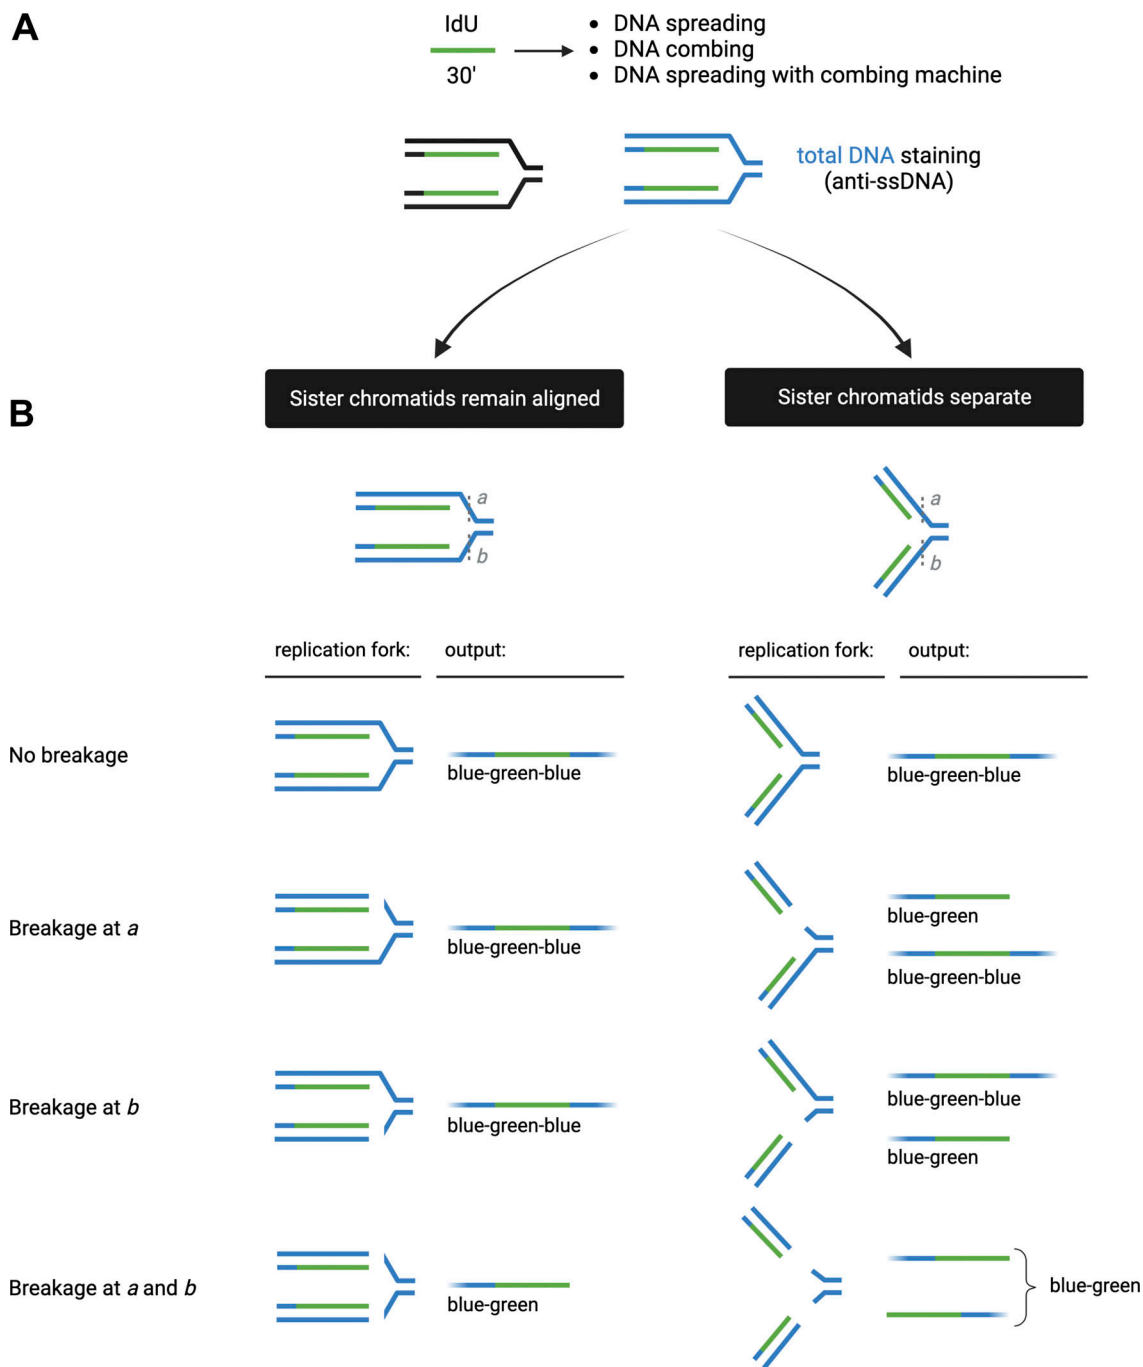 A
IdU
30'
• DNA spreading
• DNA combing
• DNA spreading with combing machine
total DNA staining
(anti-ssDNA)
B
Sister chromatids remain aligned
Sister chromatids separate
a
b
a
b
replication fork:
output:
replication fork:
output:
No breakage
blue-green-blue
blue-green-blue
Breakage at a
blue-green-blue
blue-green
blue-green-blue
Breakage at b
blue-green-blue
blue-green-blue
blue-green
Breakage at a and b
blue-green
blue-green